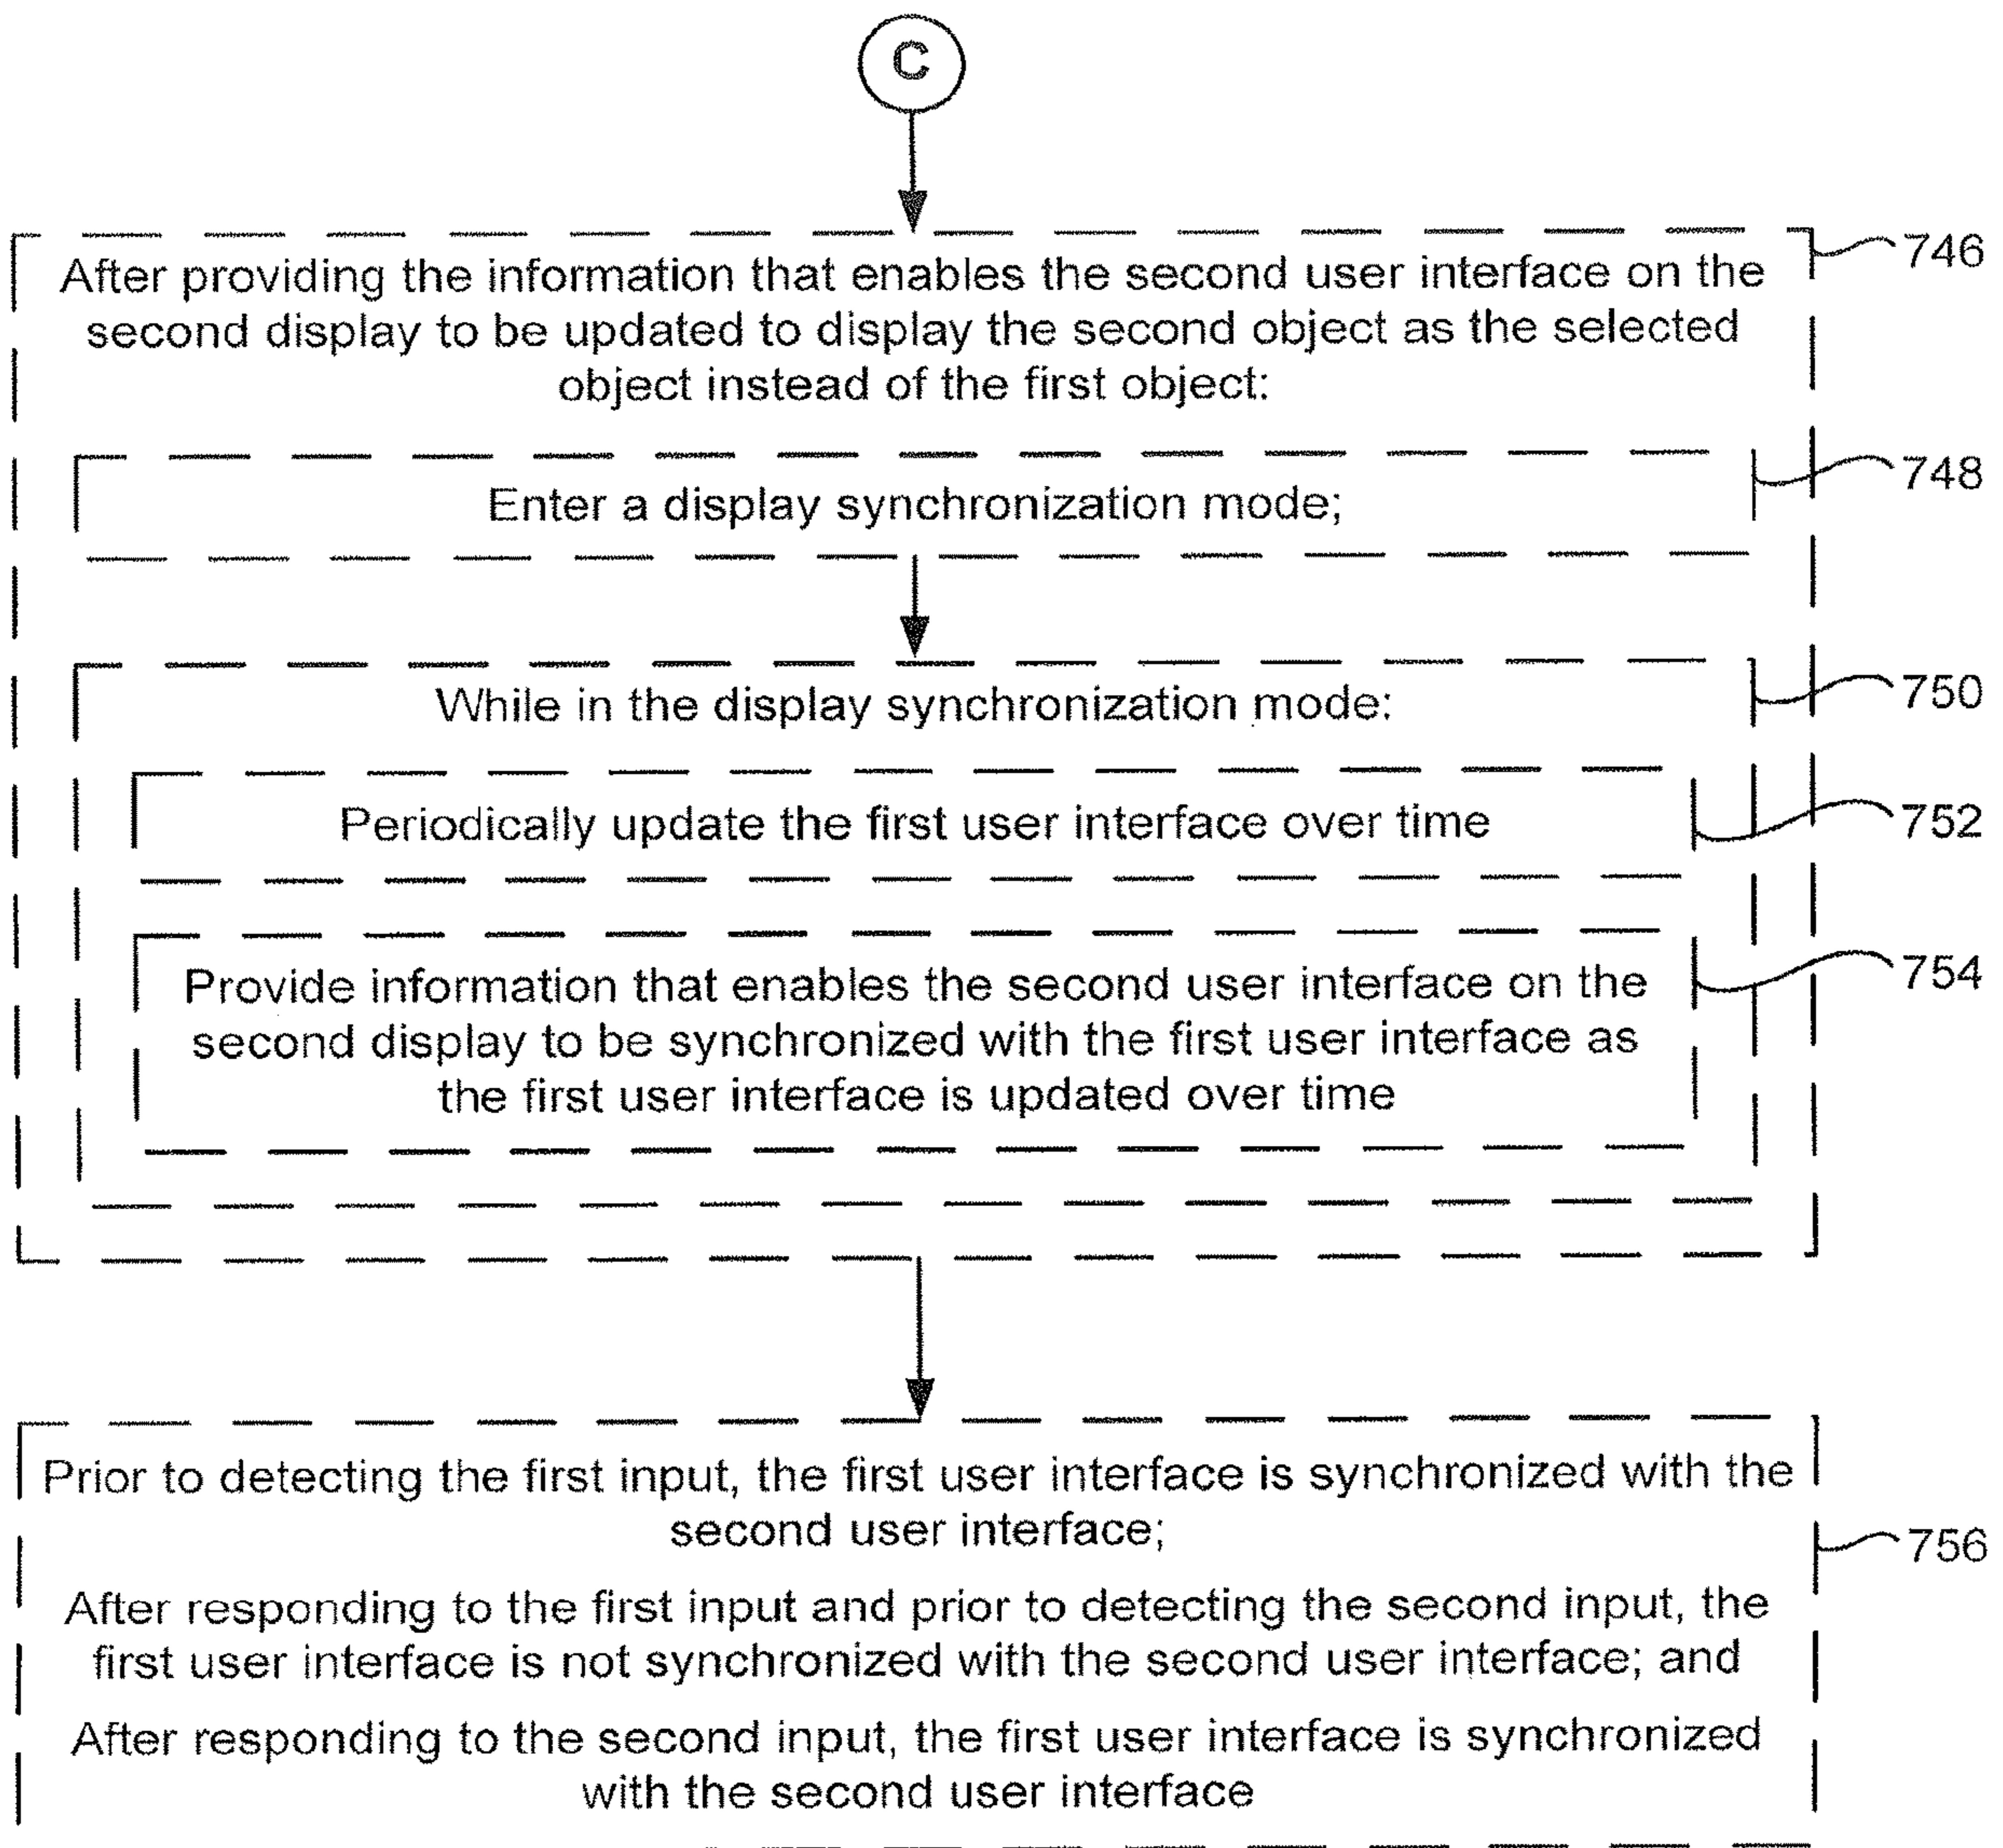 C
After providing the information that enables the second user interface on the
second display to be updated to display the second object as the selected
object instead of the first object:
746
Enter a display synchronization mode;
748
While in the display synchronization mode:
750
Periodically update the first user interface over time
752
Provide information that enables the second user interface on the
second display to be synchronized with the first user interface as
the first user interface is updated over time
754
Prior to detecting the first input, the first user interface is synchronized with the
second user interface;
After responding to the first input and prior to detecting the second input, the
first user interface is not synchronized with the second user interface; and
After responding to the second input, the first user interface is synchronized
with the second user interface
756